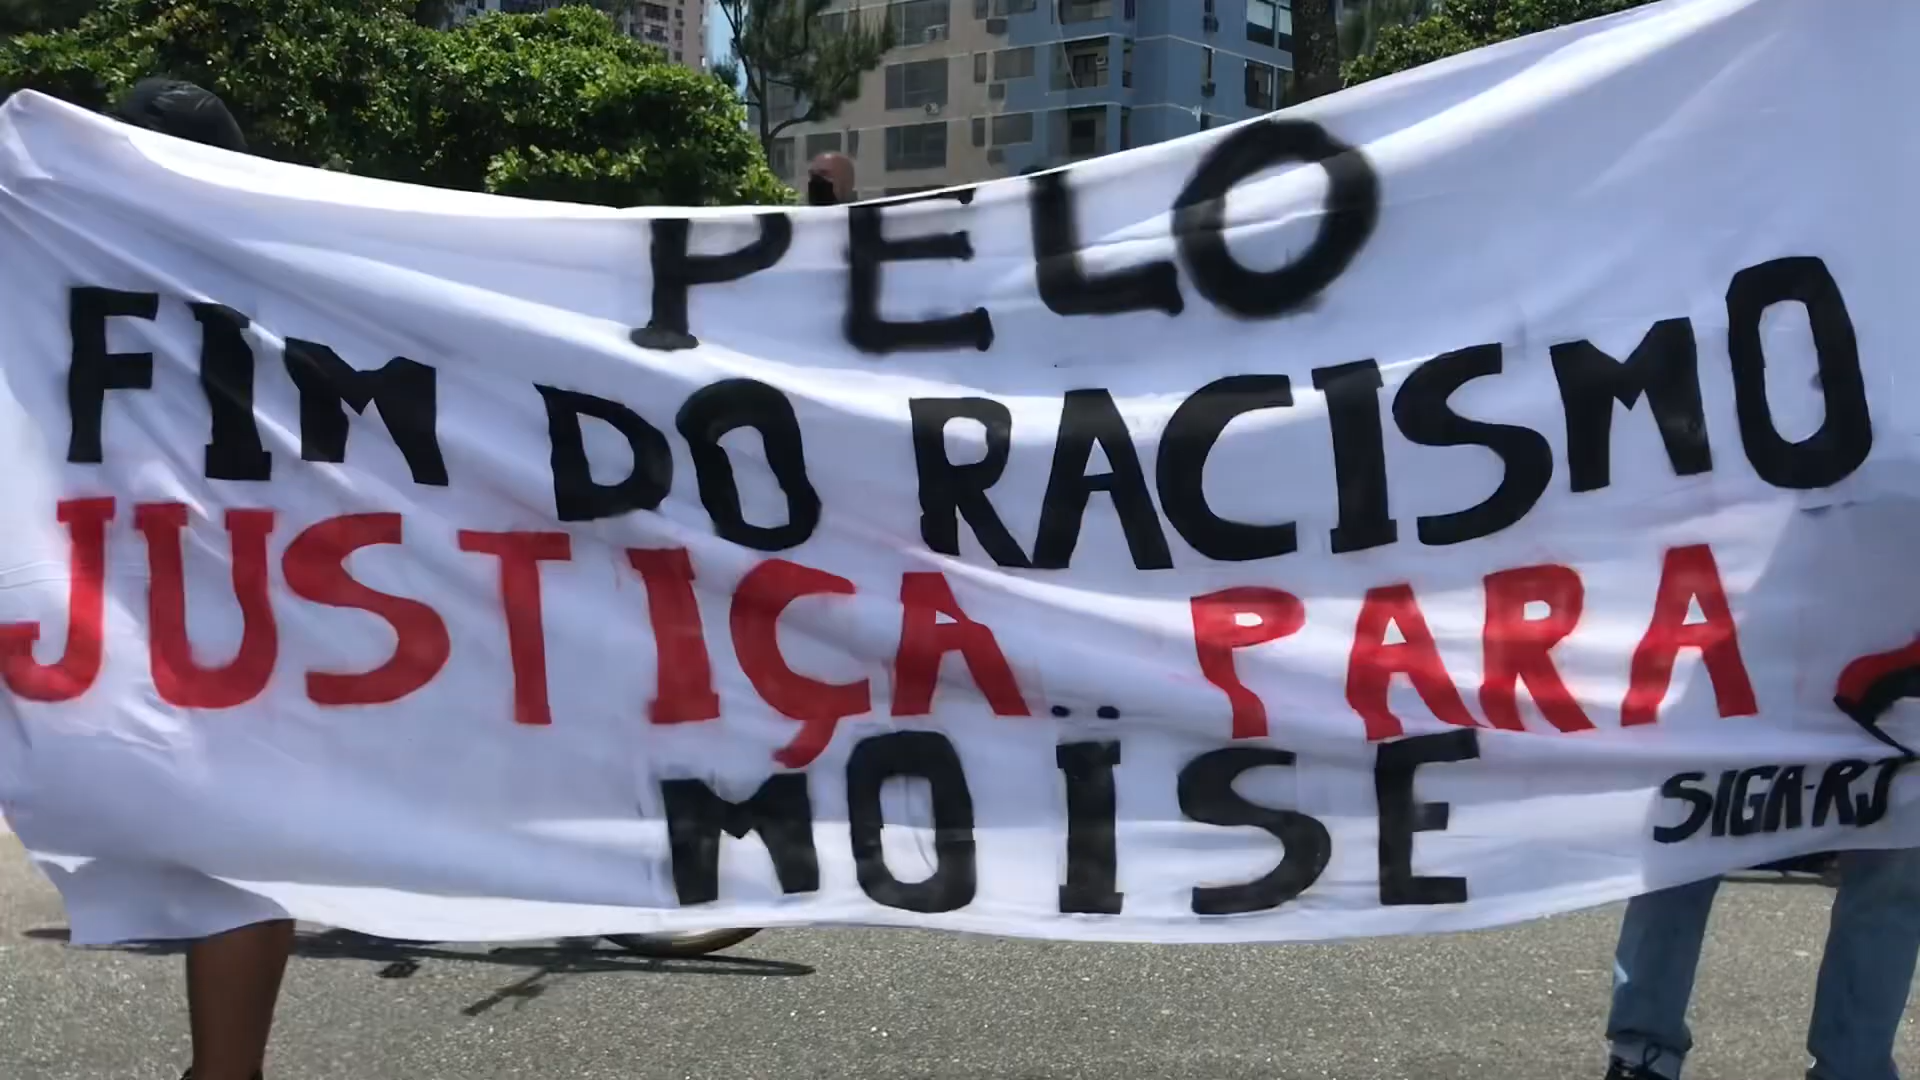 PELO
FIM DO RACISMO
JUSTIÇA PARA
MOÏSE
SIGA-RJ